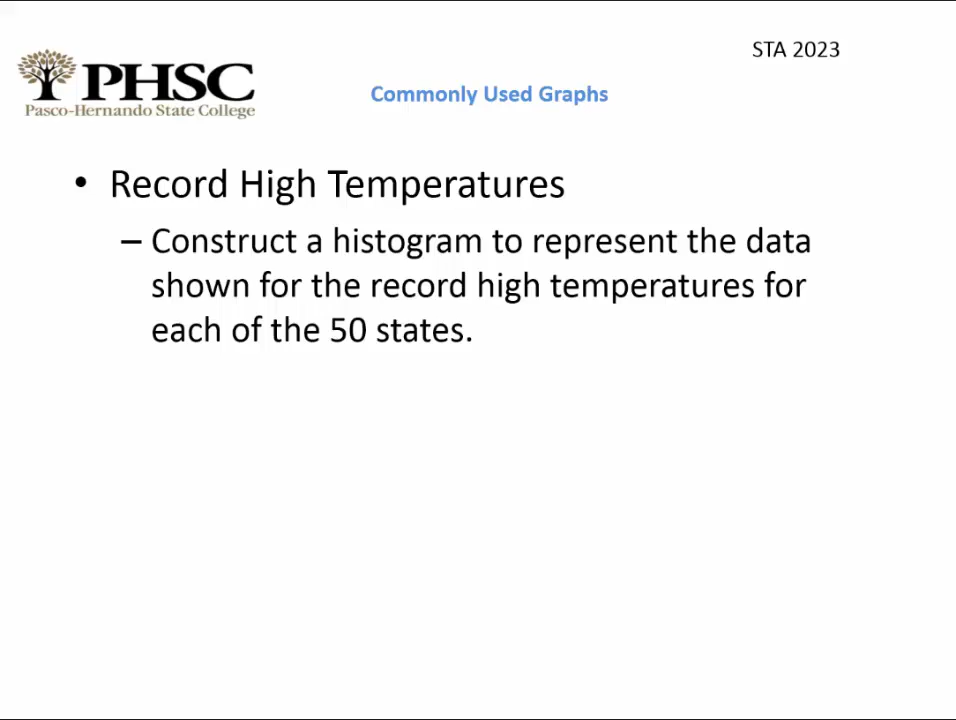 STA 2023
PHSC
Pasco-Hernando State College
Commonly Used Graphs
• Record High Temperatures
– Construct a histogram to represent the data
shown for the record high temperatures for
each of the 50 states.